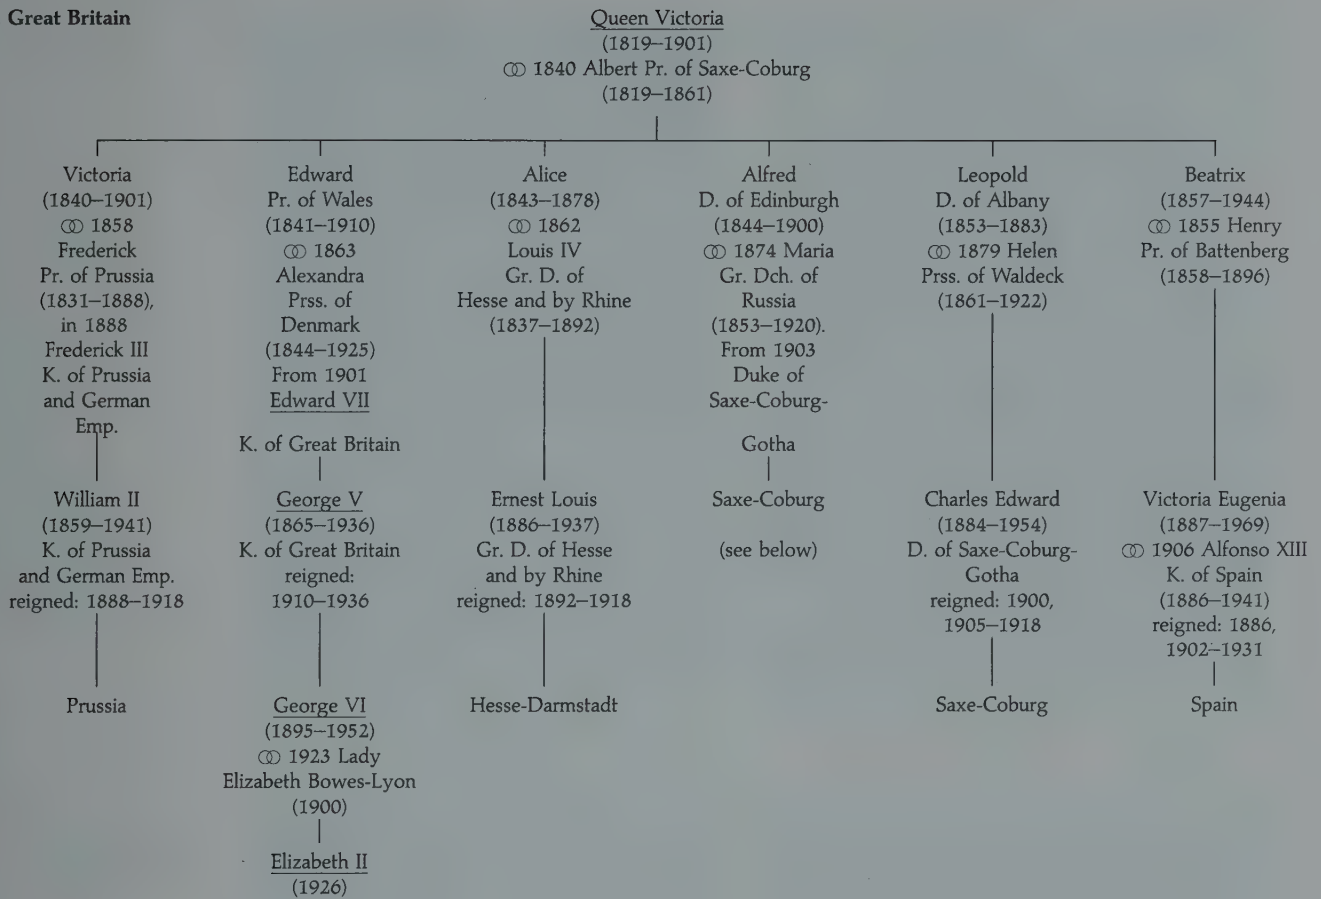 Great Britain
Queen Victoria
(1819–1901)
⚭ 1840 Albert Pr. of Saxe-Coburg
(1819–1861)
Victoria
(1840–1901)
⚭ 1858
Frederick
Pr. of Prussia
(1831–1888),
in 1888
Frederick III
K. of Prussia
and German
Emp.
William II
(1859–1941)
K. of Prussia
and German Emp.
reigned: 1888–1918
Prussia
Edward
Pr. of Wales
(1841–1910)
⚭ 1863
Alexandra
Prss. of
Denmark
(1844–1925)
From 1901
Edward VII
K. of Great Britain
George V
(1865–1936)
K. of Great Britain
reigned:
1910–1936
George VI
(1895–1952)
⚭ 1923 Lady
Elizabeth Bowes-Lyon
(1900)
Elizabeth II
(1926)
Alice
(1843–1878)
⚭ 1862
Louis IV
Gr. D. of
Hesse and by Rhine
(1837–1892)
Ernest Louis
(1886–1937)
Gr. D. of Hesse
and by Rhine
reigned: 1892–1918
Hesse-Darmstadt
Alfred
D. of Edinburgh
(1844–1900)
⚭ 1874 Maria
Gr. Dch. of
Russia
(1853–1920).
From 1903
Duke of
Saxe-Coburg-
Gotha
Saxe-Coburg
(see below)
Leopold
D. of Albany
(1853–1883)
⚭ 1879 Helen
Prss. of Waldeck
(1861–1922)
Charles Edward
(1884–1954)
D. of Saxe-Coburg-
Gotha
reigned: 1900,
1905–1918
Saxe-Coburg
Beatrix
(1857–1944)
⚭ 1855 Henry
Pr. of Battenberg
(1858–1896)
Victoria Eugenia
(1887–1969)
⚭ 1906 Alfonso XIII
K. of Spain
(1886–1941)
reigned: 1886,
1902–1931
Spain